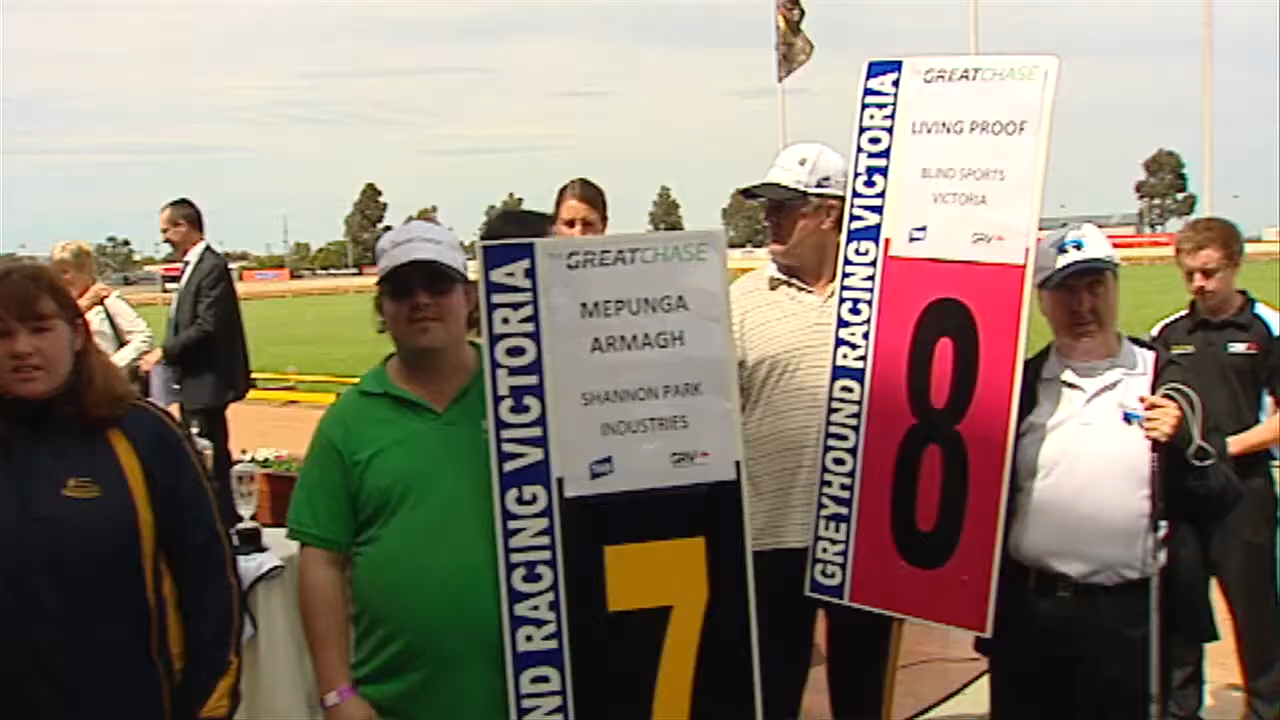 GREATCHASE
MEPUNGA
ARMAGH
SHANNON PARK
INDUSTRIES
GRV
ND RACING VICTORIA
7
GREATCHASE
LIVING PROOF
BLIND SPORTS
VICTORIA
GRV
GREYHOUND RACING VICTORIA
8